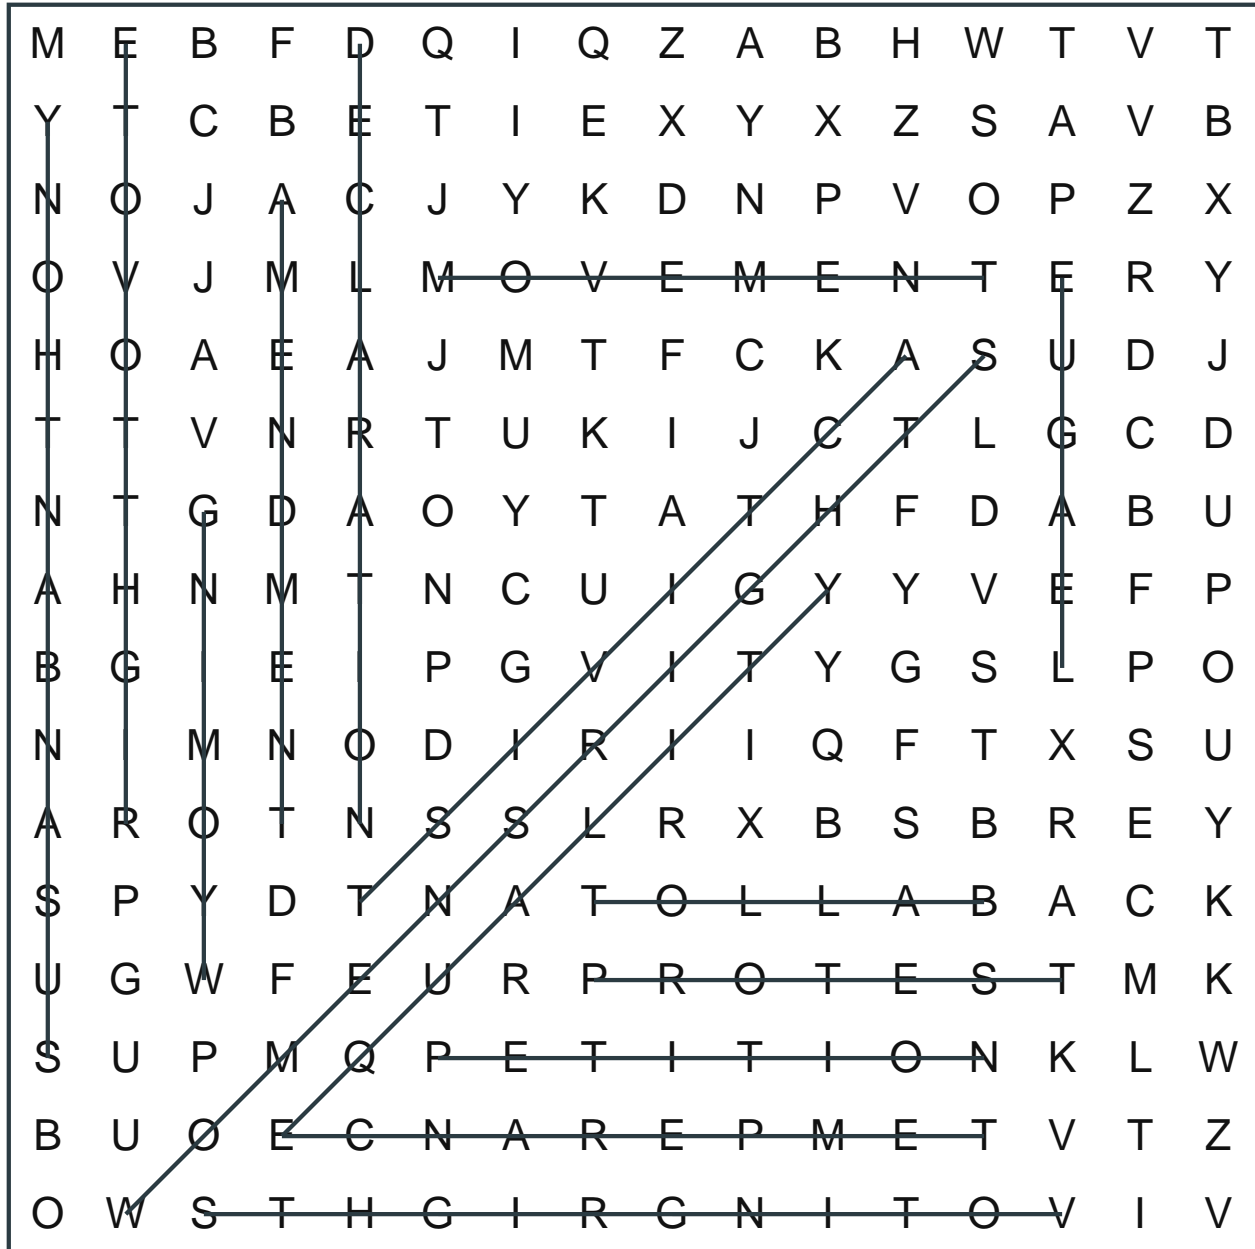 M E B F D Q I Q Z A B H W T V T
Y T C B E T I E X Y X Z S A V B
N O J A C J Y K D N P V O P Z X
O V J M L M O V E M E N T E R Y
H O A E A J M T F C K A S U D J
T T V N R T U K I J C T L G C D
N T G D A O Y T A T H F D A B U
A H N M T N C U I G Y Y V E F P
B G I E I P G V I T Y G S L P O
N I M N O D I R I I Q F T X S U
A R O T N S S L R X B S B R E Y
S P Y D T N A T O L L A B A C K
U G W F E U R P R O T E S T M K
S U P M Q P E T I T I O N K L W
B U O E C N A R E P M E T V T Z
O W S T H G I R G N I T O V I V